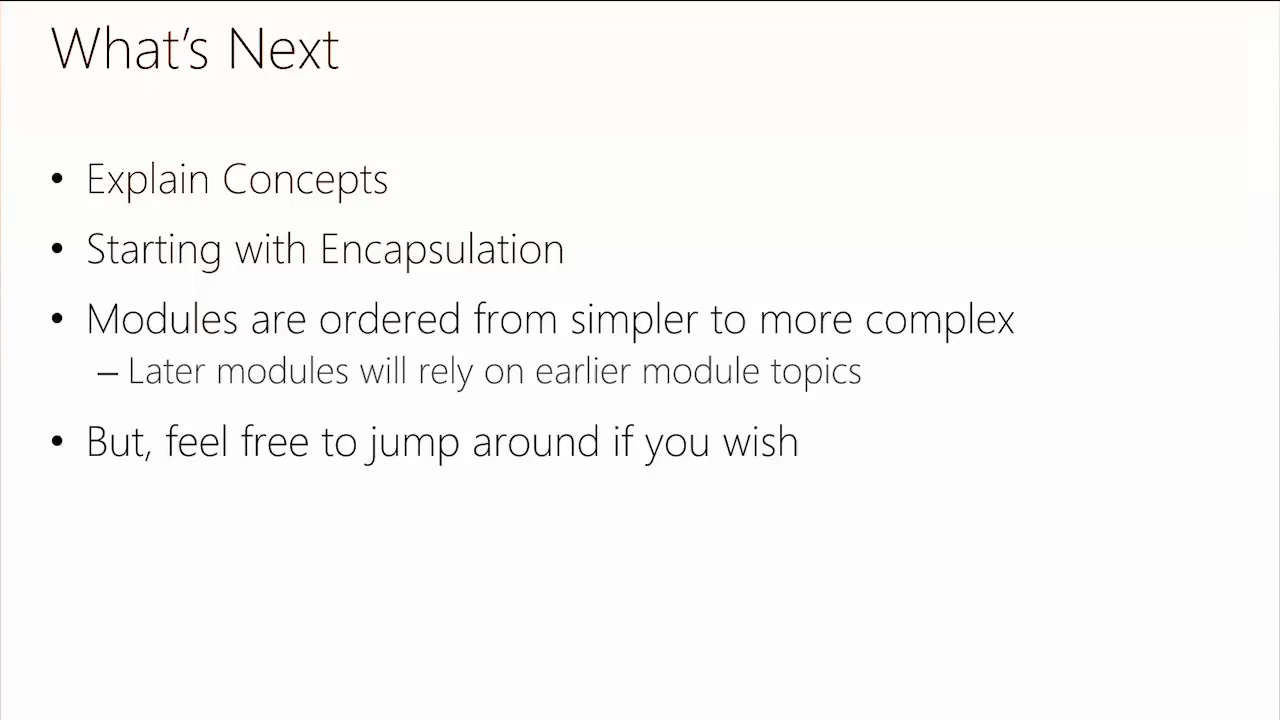 What's Next
• Explain Concepts
• Starting with Encapsulation
• Modules are ordered from simpler to more complex
– Later modules will rely on earlier module topics
• But, feel free to jump around if you wish